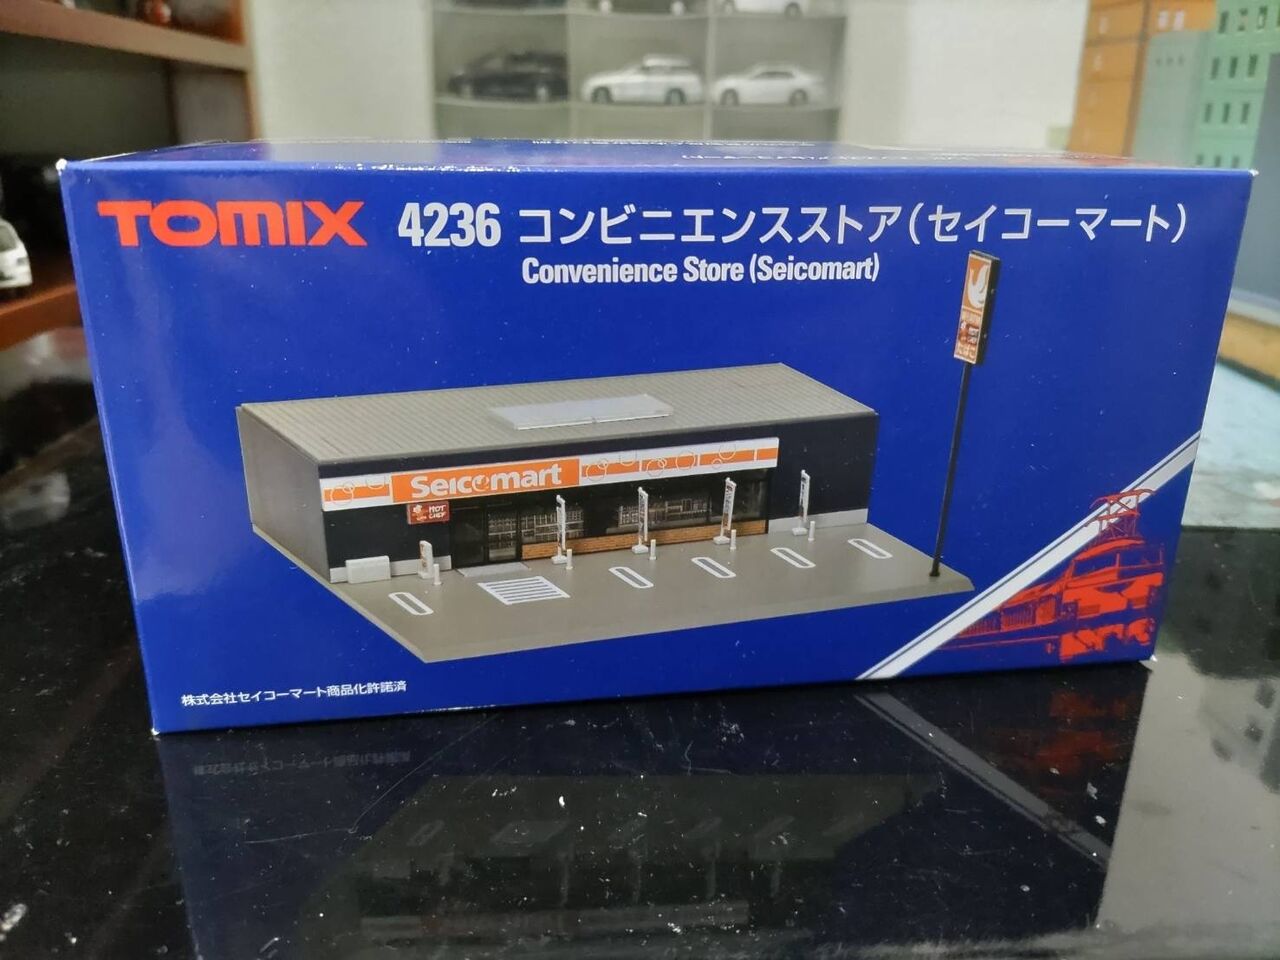 TOMIX 4236 コンビニエンスストア(セイコーマート)
Convenience Store (Seicomart)
Seicomart
HOT
CHEF
株式会社セイコーマート商品化許諾済